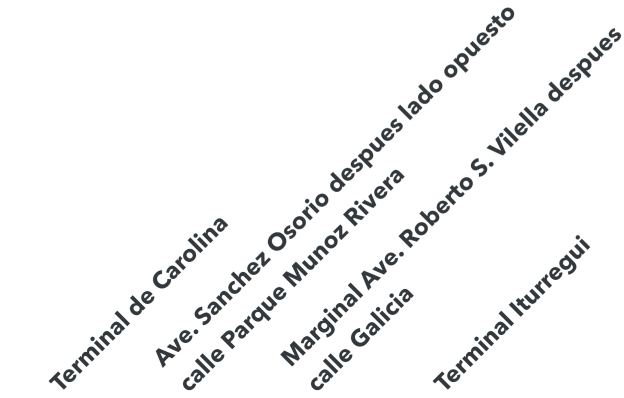 Terminal de Carolina
Ave. Sanchez Osorio despues lado opuesto
calle Parque Munoz Rivera
Marginal Ave. Roberto S. Vilella despues
calle Galicia
Terminal Iturregui